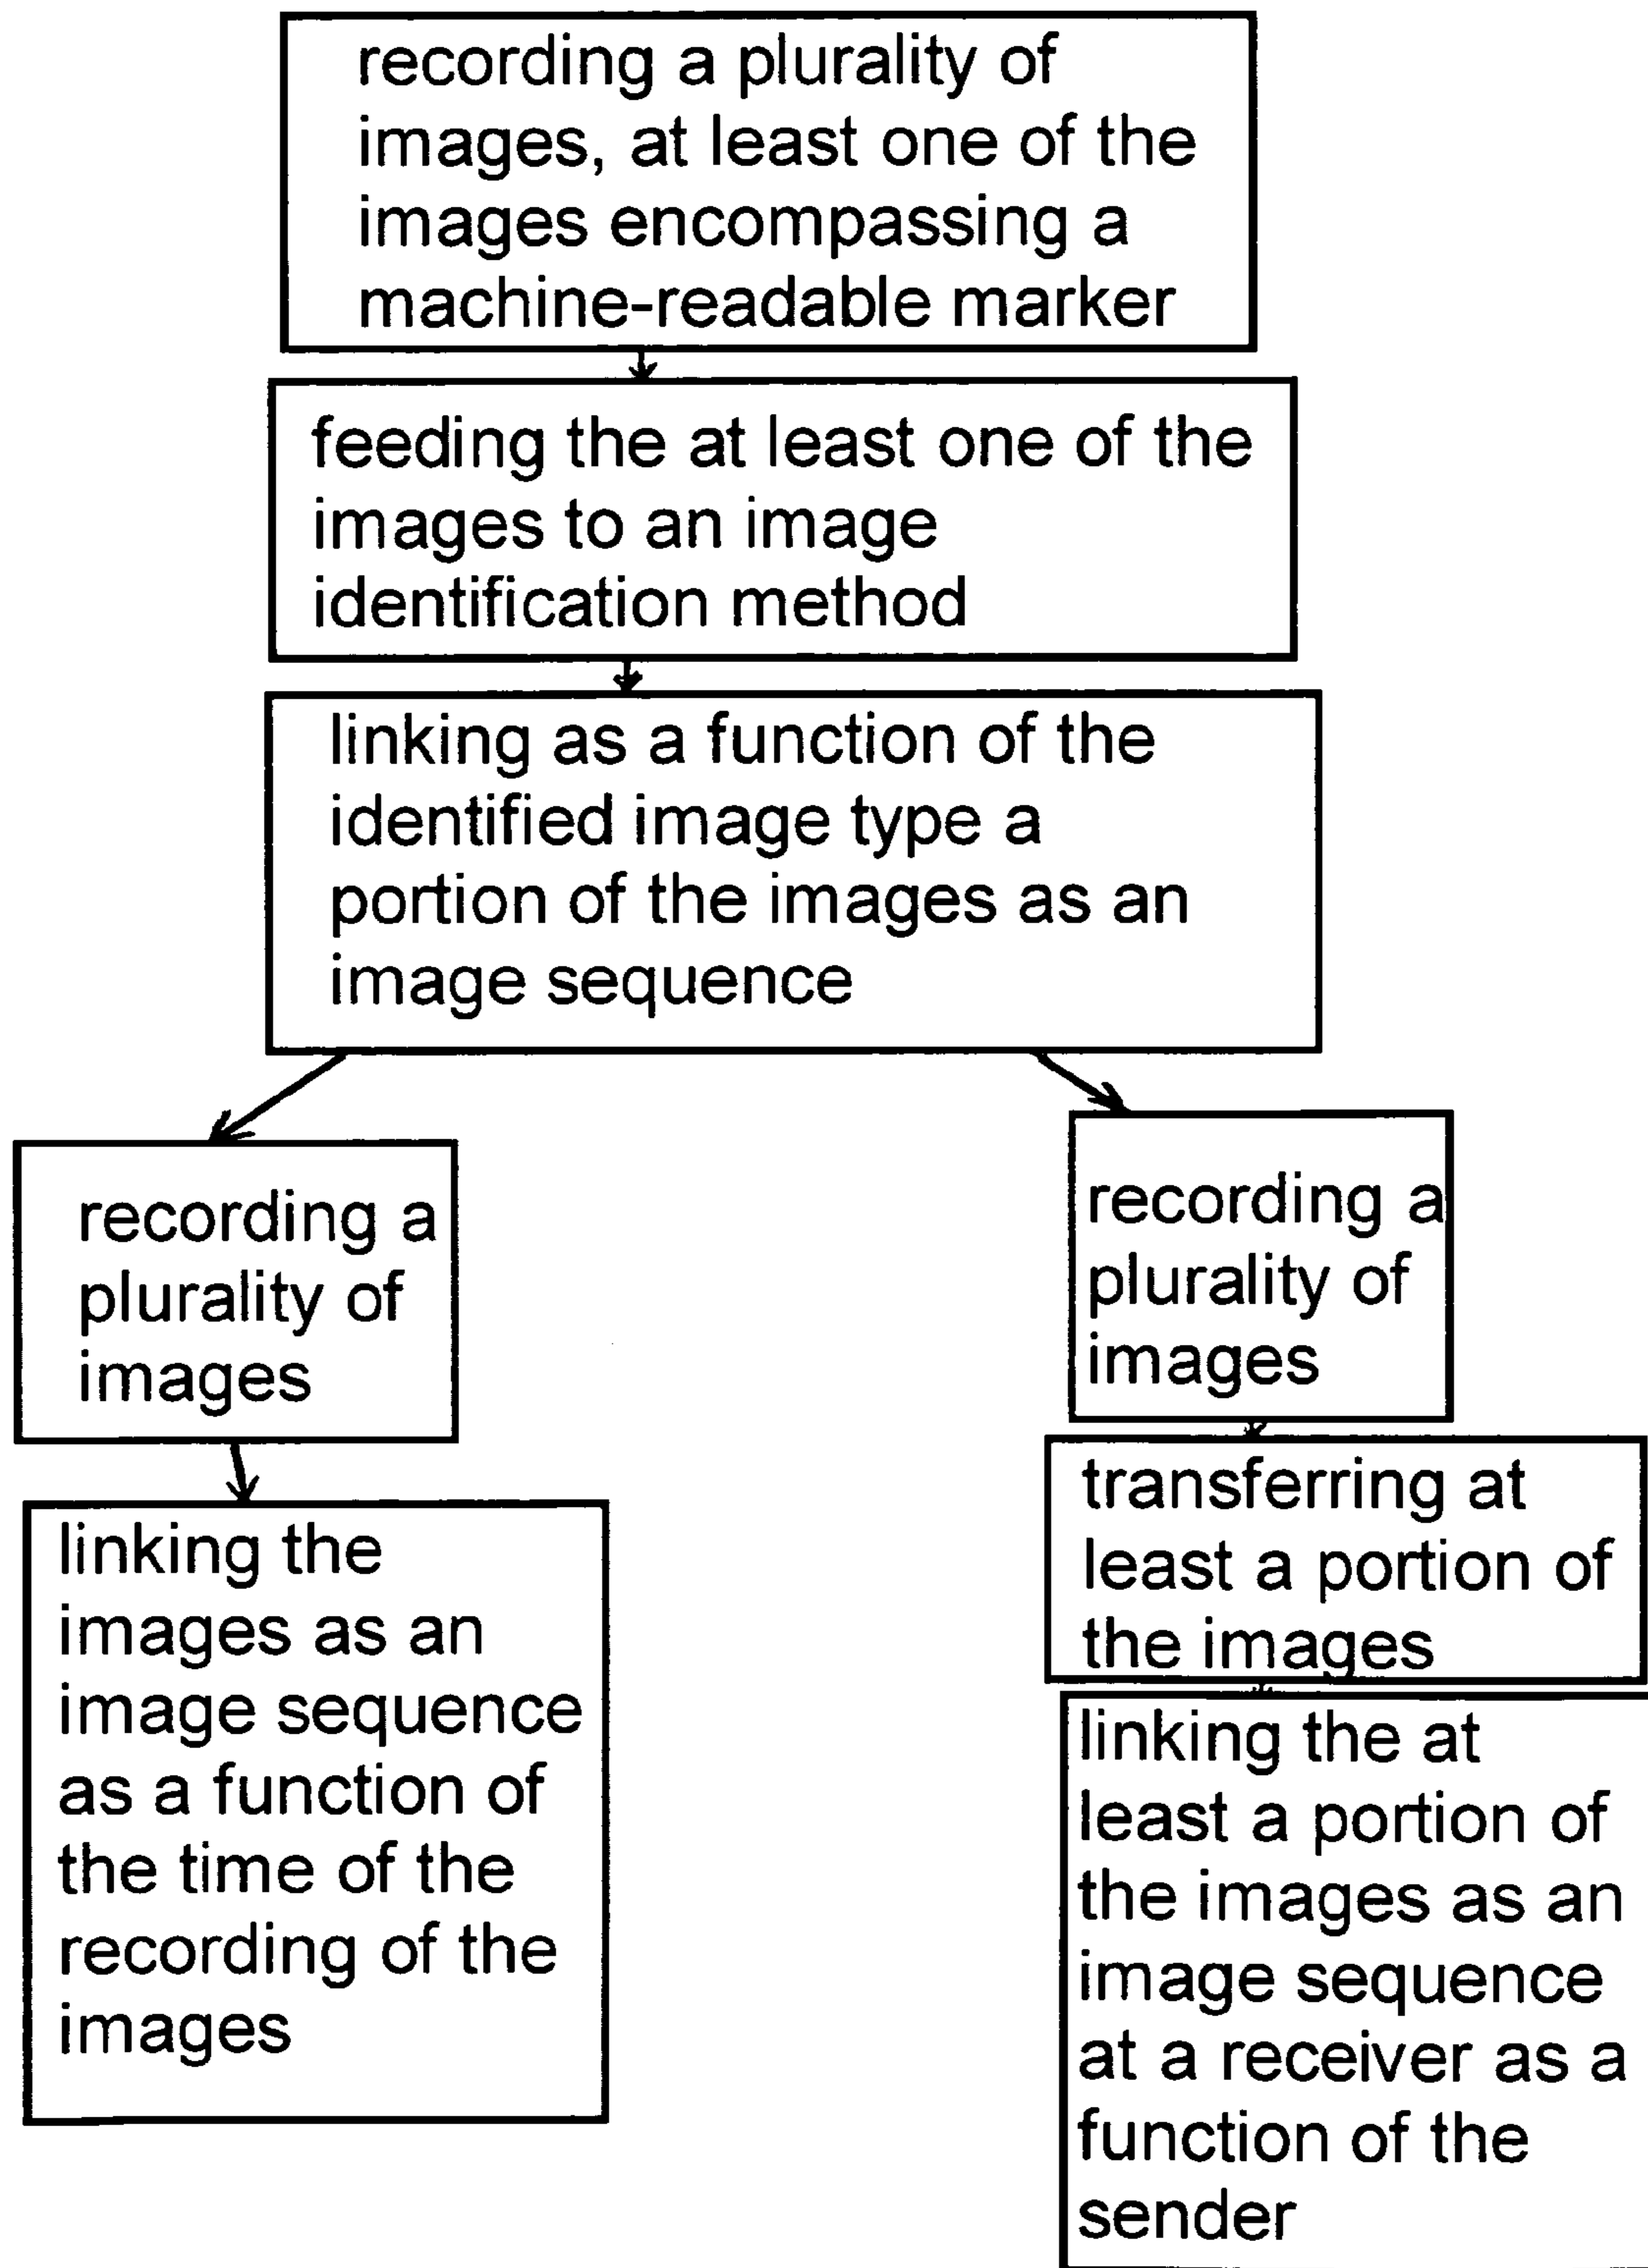 recording a plurality of
images, at least one of the
images encompassing a
machine-readable marker
feeding the at least one of the
images to an image
identification method
linking as a function of the
identified image type a
portion of the images as an
image sequence
recording a
plurality of
images
linking the
images as an
image sequence
as a function of
the time of the
recording of the
images
recording a
plurality of
images
transferring at
least a portion of
the images
linking the at
least a portion of
the images as an
image sequence
at a receiver as a
function of the
sender